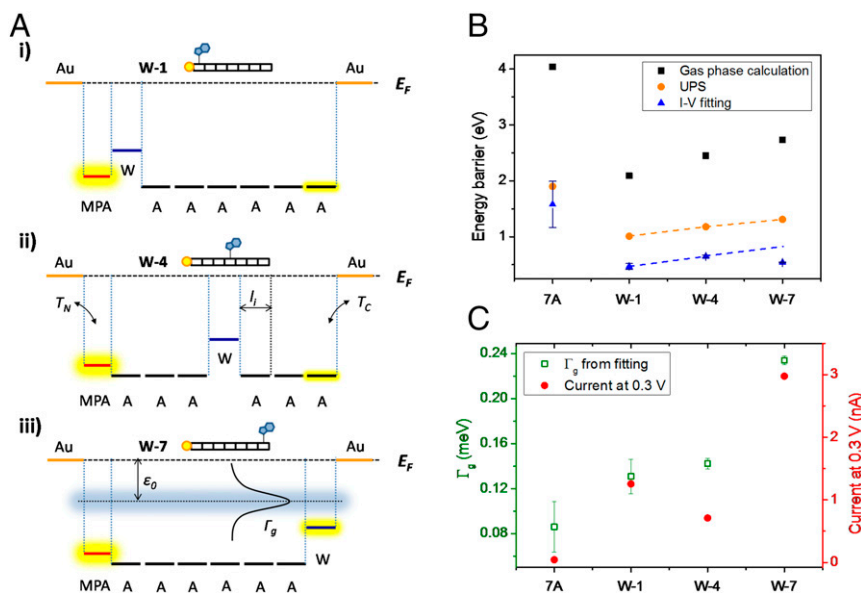 A
i)
Au
W-1
Au
E_F
W
MPA
A A A A A A
ii)
Au
W-4
Au
E_F
T_N
l_i
T_C
W
MPA
A A A A A A
iii)
Au
W-7
Au
E_F
ε_0
Γ_g
W
MPA
A A A A A A
B
Gas phase calculation
UPS
I-V fitting
Energy barrier (eV)
4
3
2
1
7A W-1 W-4 W-7
C
Γ_g from fitting
Current at 0.3 V
Γ_g (meV)
0.24
0.20
0.16
0.12
0.08
Current at 0.3 V (nA)
3
2
1
0
7A W-1 W-4 W-7